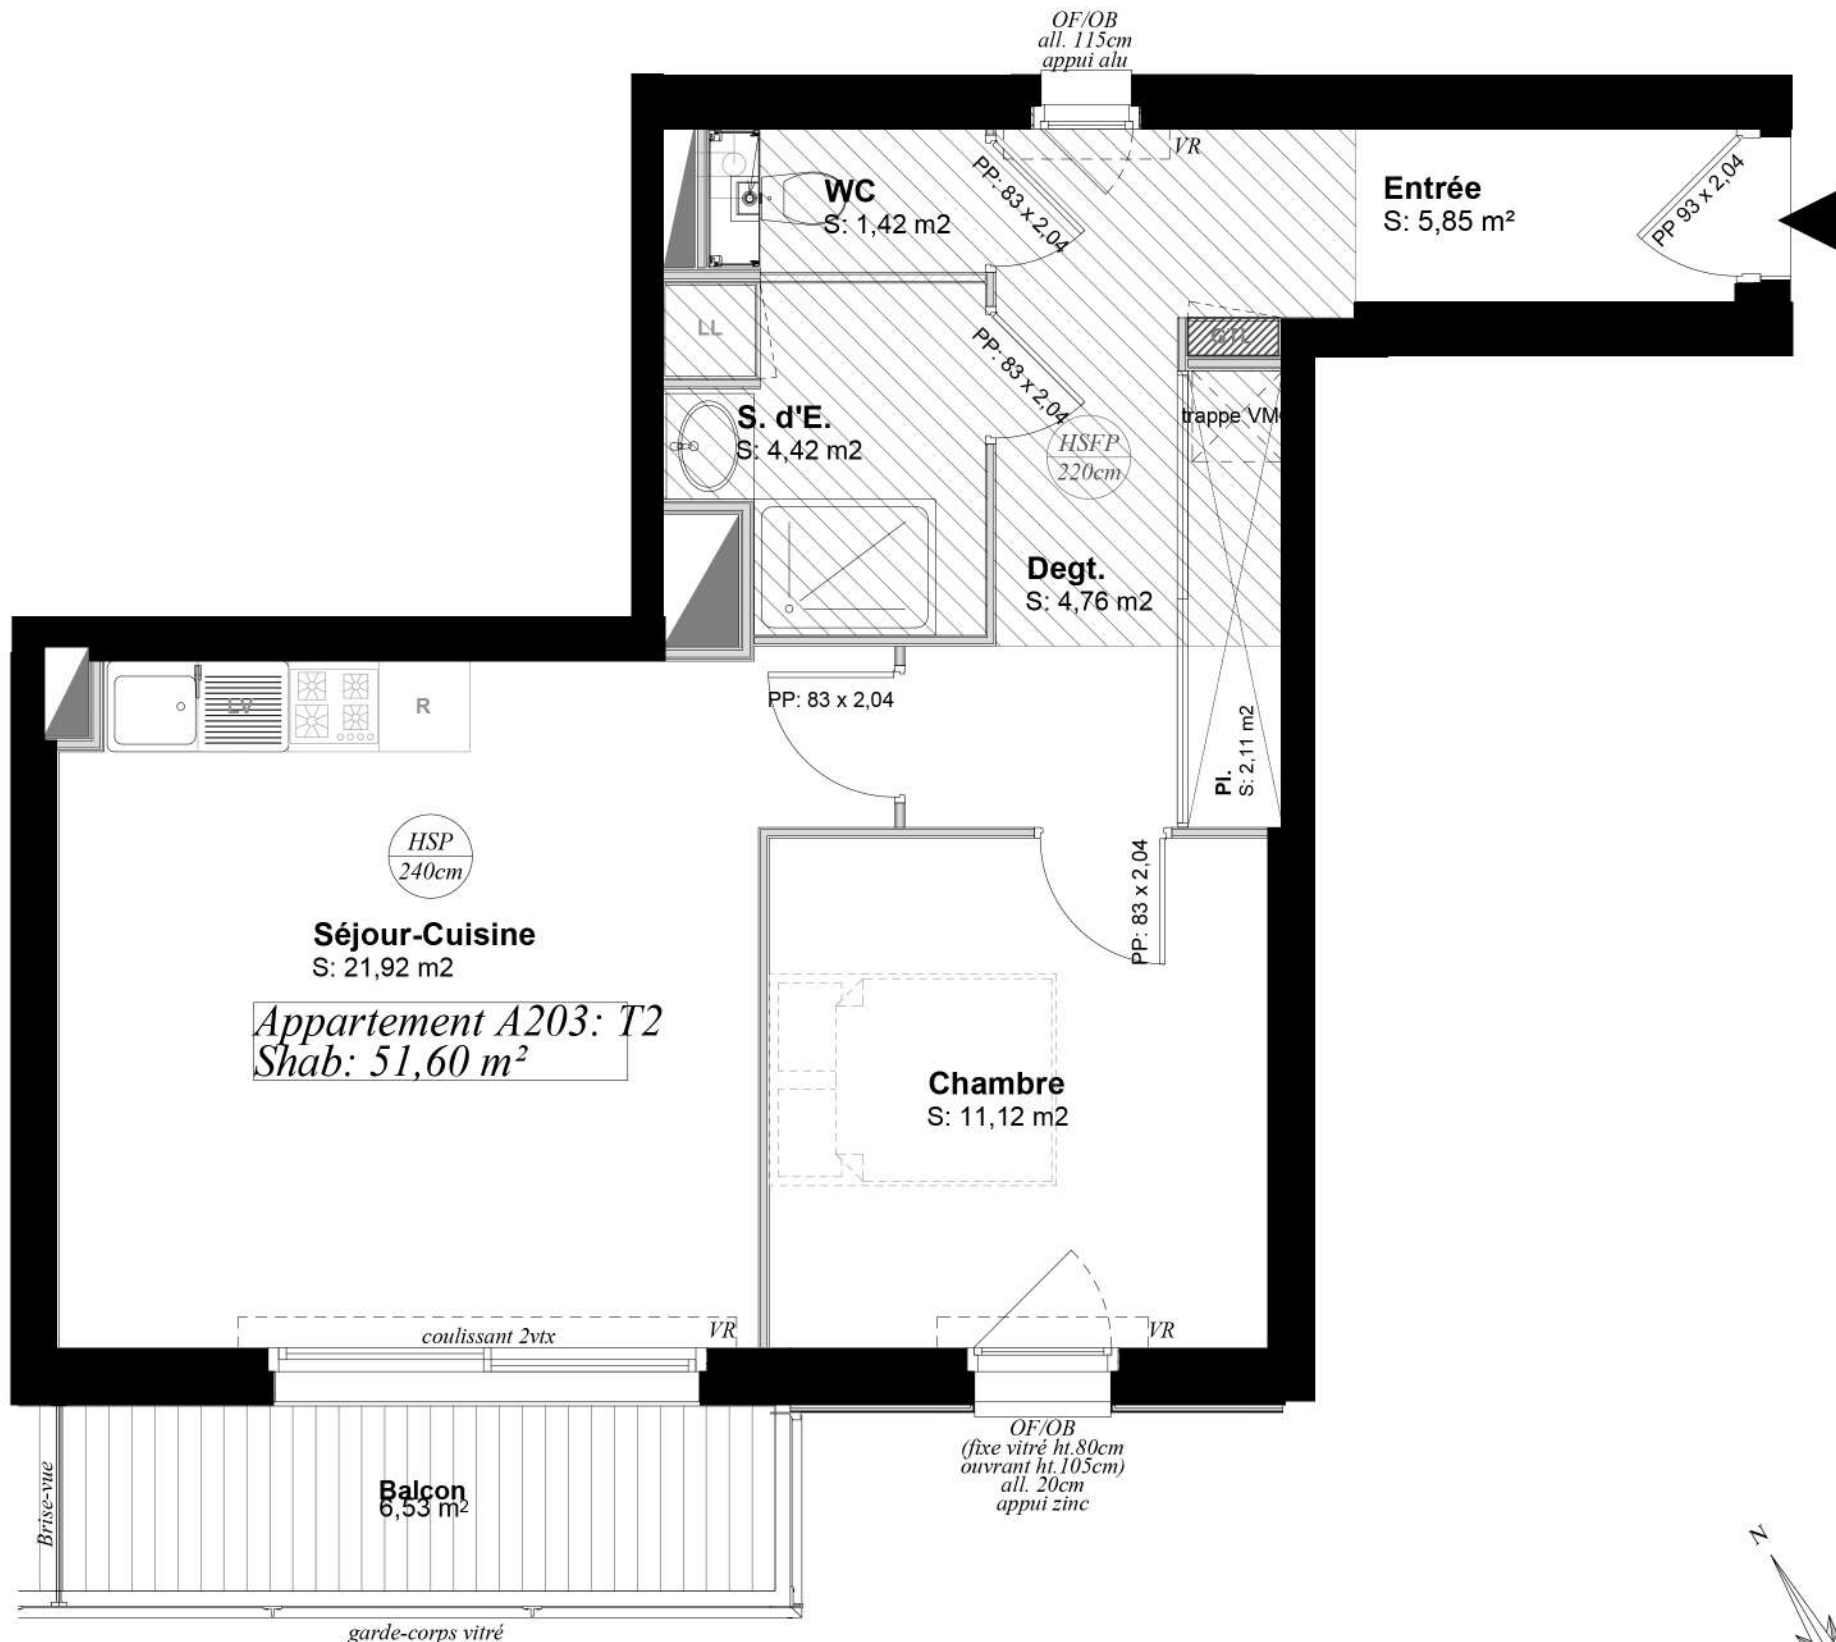 OF/OB
all. 115cm
appui alu
VR
WC
S: 1,42 m2
PP: 83 x 2,04
Entrée
S: 5,85 m²
PP 93 x 2,04
LL
PP: 83 x 2,04
GTL
trappe VM
S. d'E.
S: 4,42 m2
HSFP
220cm
Degt.
S: 4,76 m2
LV
R
PP: 83 x 2,04
Pl.
S: 2,11 m2
HSP
240cm
PP: 83 x 2,04
Séjour-Cuisine
S: 21,92 m2
Appartement A203: T2
Shab: 51,60 m²
Chambre
S: 11,12 m2
coulissant 2vtx
VR
VR
OF/OB
(fixe vitré ht.80cm
ouvrant ht.105cm)
all. 20cm
appui zinc
Brise-vue
Balcon
6,53 m2
N
garde-corps vitré